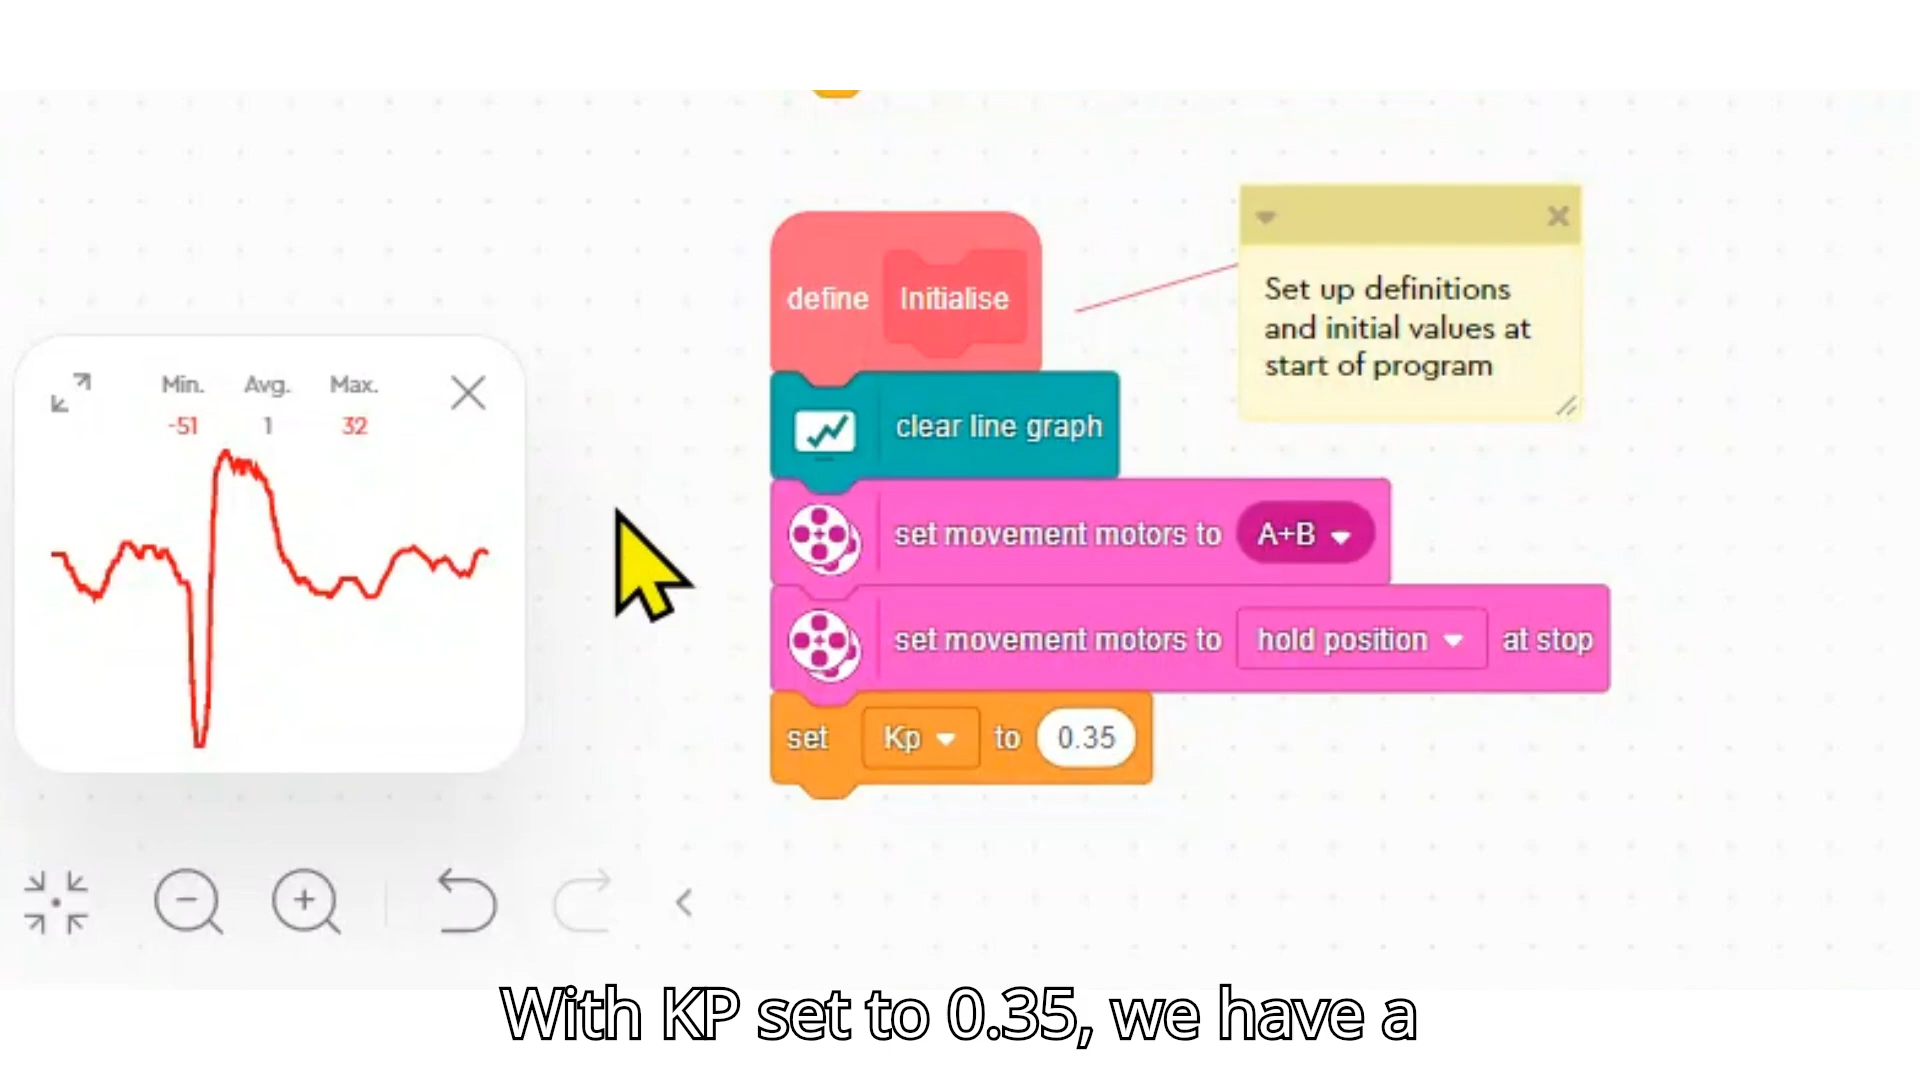 define Initialise
Set up definitions
and initial values at
start of program
Min. Avg. Max.
-51 1 32
clear line graph
set movement motors to A+B
set movement motors to hold position at stop
set Kp to 0.35
With KP set to 0.35, we have a